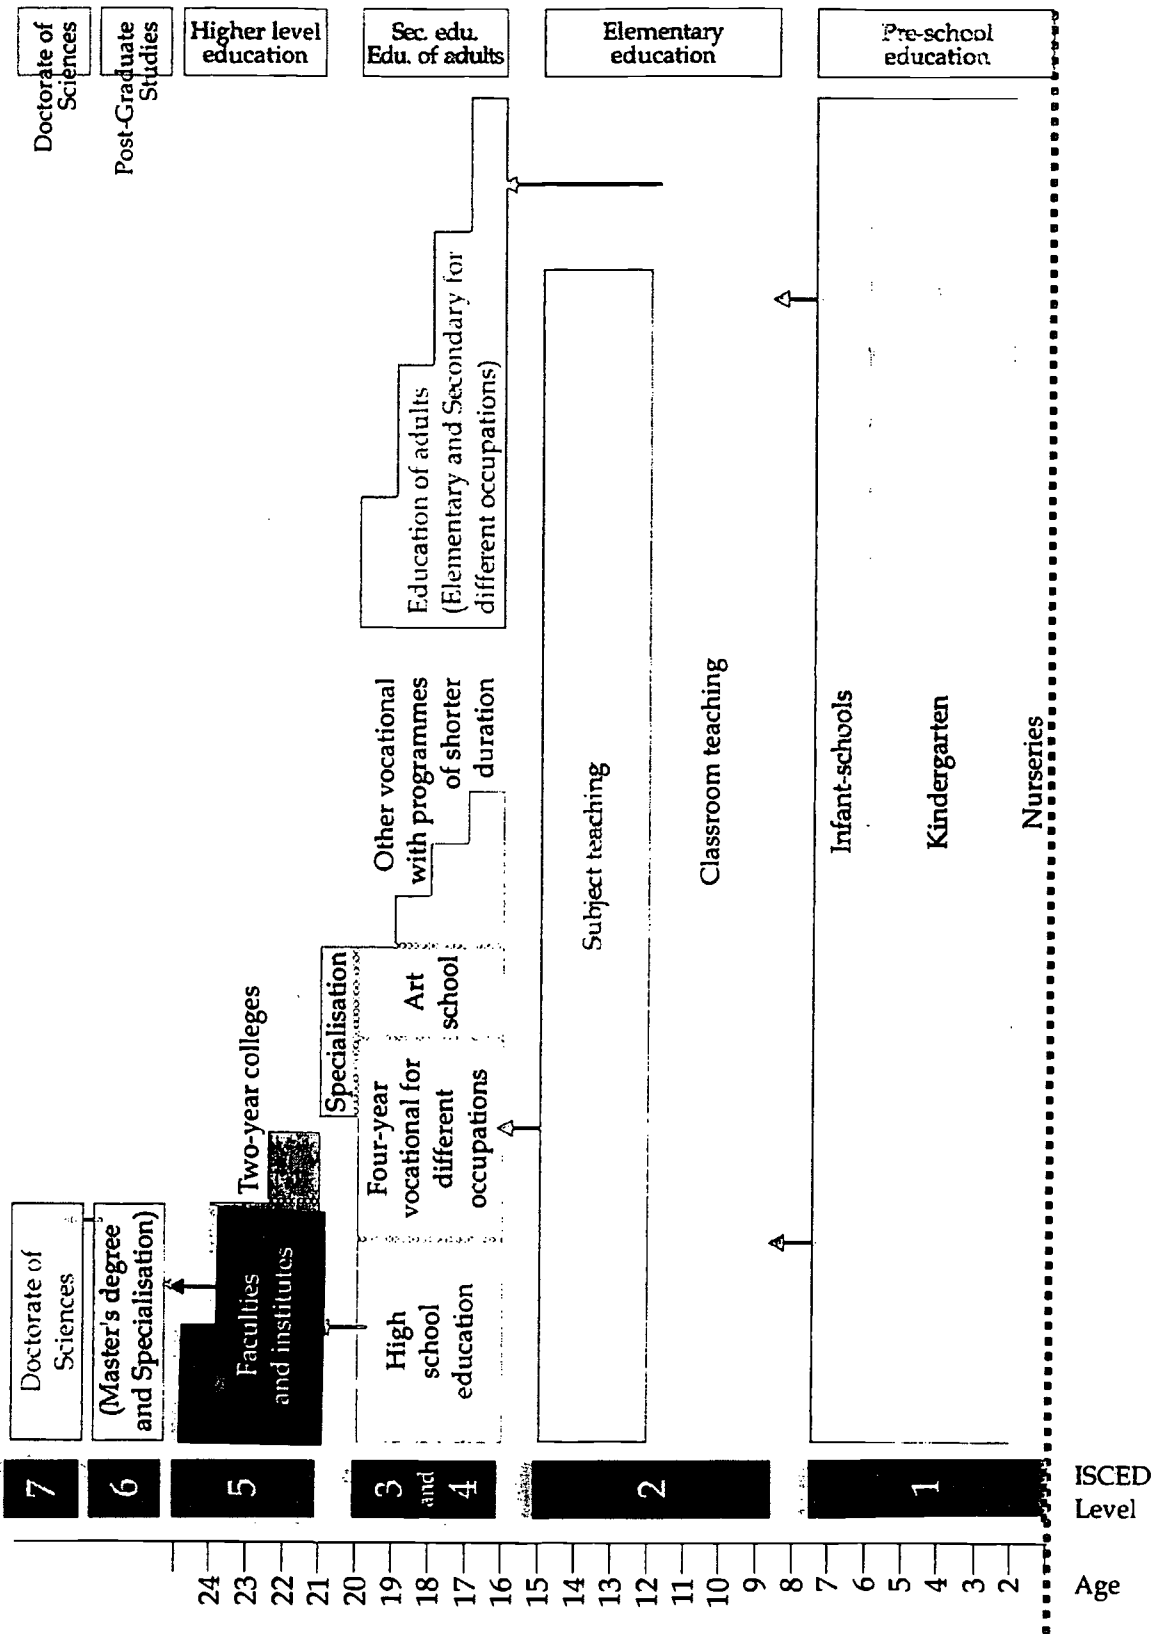 Doctorate of
Sciences
Post-Graduate
Studies
Higher level
education
Sec. edu.
Edu. of adults
Elementary
education
Pre-school
education
Education of adults
(Elementary and Secondary for
different occupations)
Other vocational
with programmes
of shorter
duration
Subject teaching
Classroom teaching
Infant-schools
Kindergarten
Nurseries
Two-year colleges
Specialisation
Art
school
Four-year
vocational for
different
occupations
High
school
education
Faculties
and institutes
(Master's degree
and Specialisation)
Doctorate of
Sciences
7
6
5
3
and
4
2
1
ISCED
Level
24
23
22
21
20
19
18
17
16
15
14
13
12
11
10
9
8
7
6
5
4
3
2
Age